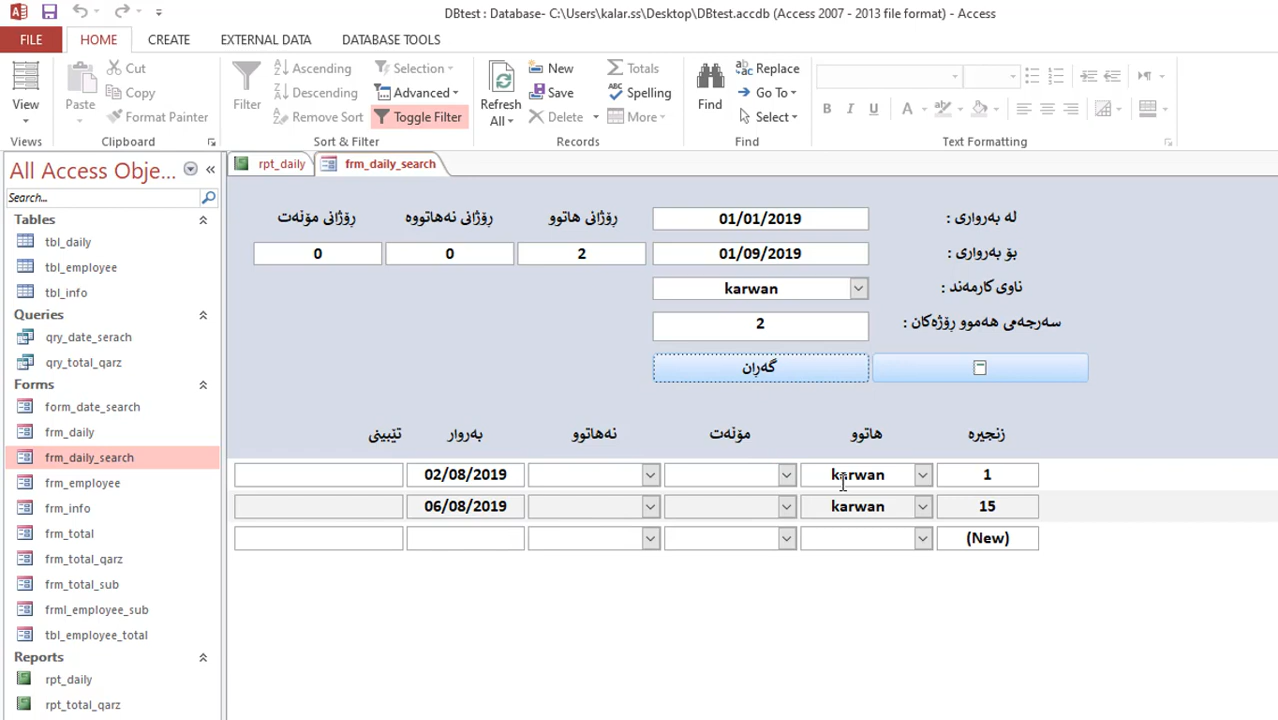 DBtest : Database- C:\Users\kalar.ss\Desktop\DBtest.accdb (Access 2007 - 2013 file format) - Access
FILE HOME CREATE EXTERNAL DATA DATABASE TOOLS
View
Views
Paste
Cut
Copy
Format Painter
Clipboard
Filter
Ascending
Descending
Remove Sort
Selection
Advanced
Toggle Filter
Sort & Filter
Refresh All
New
Save
Delete
Totals
Spelling
More
Records
Find
Replace
Go To
Select
Find
B I U A
Text Formatting
All Access Obje...
Search...
Tables
tbl_daily
tbl_employee
tbl_info
Queries
qry_date_serach
qry_total_qarz
Forms
form_date_search
frm_daily
frm_daily_search
frm_employee
frm_info
frm_total
frm_total_qarz
frm_total_sub
frml_employee_sub
tbl_employee_total
Reports
rpt_daily
rpt_total_qarz
rpt_daily frm_daily_search
لە بەرواری : 01/01/2019
بۆ بەرواری : 01/09/2019
ناوی کارمەند : karwan
سەرجەمی هەموو رۆژەکان : 2
رۆژانی هاتوو رۆژانی نەهاتووە رۆژانی مۆلەت
2 0 0
گەڕان
زنجیرە هاتوو مۆلەت نەهاتوو بەروار تێبینی
1 karwan 02/08/2019
15 karwan 06/08/2019
(New)